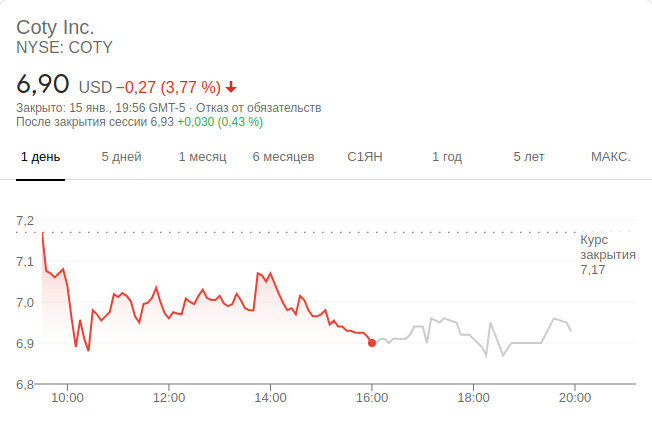 Coty Inc.
NYSE: COTY
6,90 USD −0,27 (3,77 %)
Закрыто: 15 янв., 19:56 GMT-5 · Отказ от обязательств
После закрытия сессии 6,93 +0,030 (0,43 %)
1 день 5 дней 1 месяц 6 месяцев С1ЯН 1 год 5 лет МАКС.
7,2
Курс
закрытия
7,17
7,1
7,0
6,9
6,8
10:00 12:00 14:00 16:00 18:00 20:00